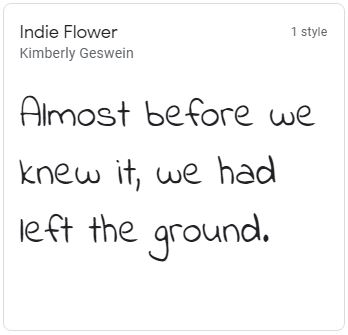 Indie Flower
1 style
Kimberly Geswein
Almost before we
knew it, we had
left the ground.